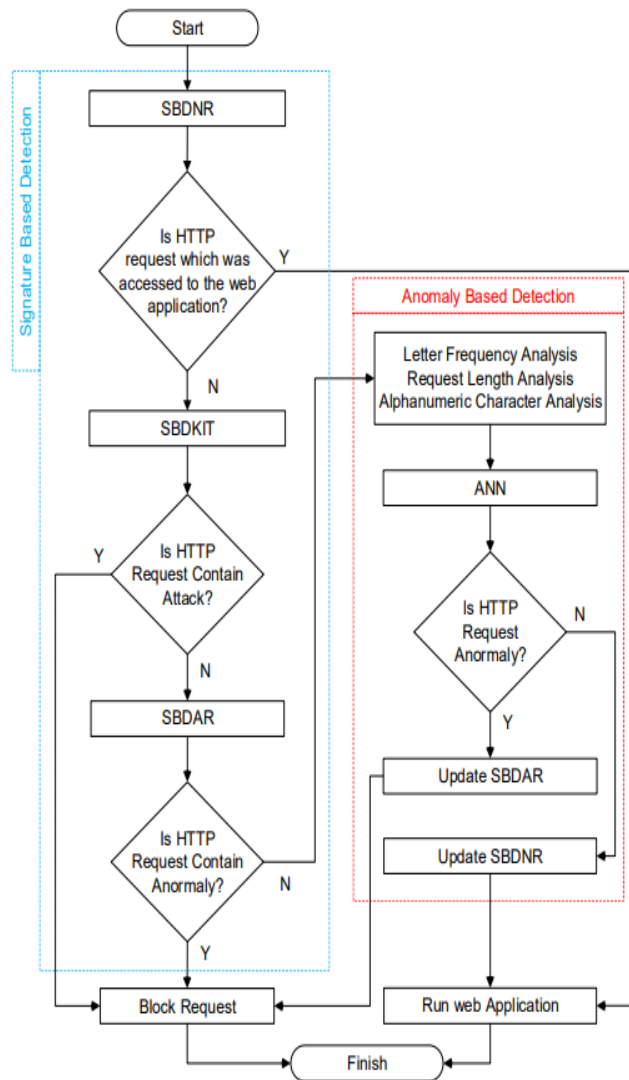 Start
Signature Based Detection
SBDNR
Is HTTP
request which was
accessed to the web
application?
Y
N
SBDKIT
Is HTTP
Request Contain
Attack?
Y
N
SBDAR
Is HTTP
Request Contain
Anormaly?
N
Y
Block Request
Anomaly Based Detection
Letter Frequency Analysis
Request Length Analysis
Alphanumeric Character Analysis
ANN
Is HTTP
Request
Anormaly?
N
Y
Update SBDAR
Update SBDNR
Run web Application
Finish